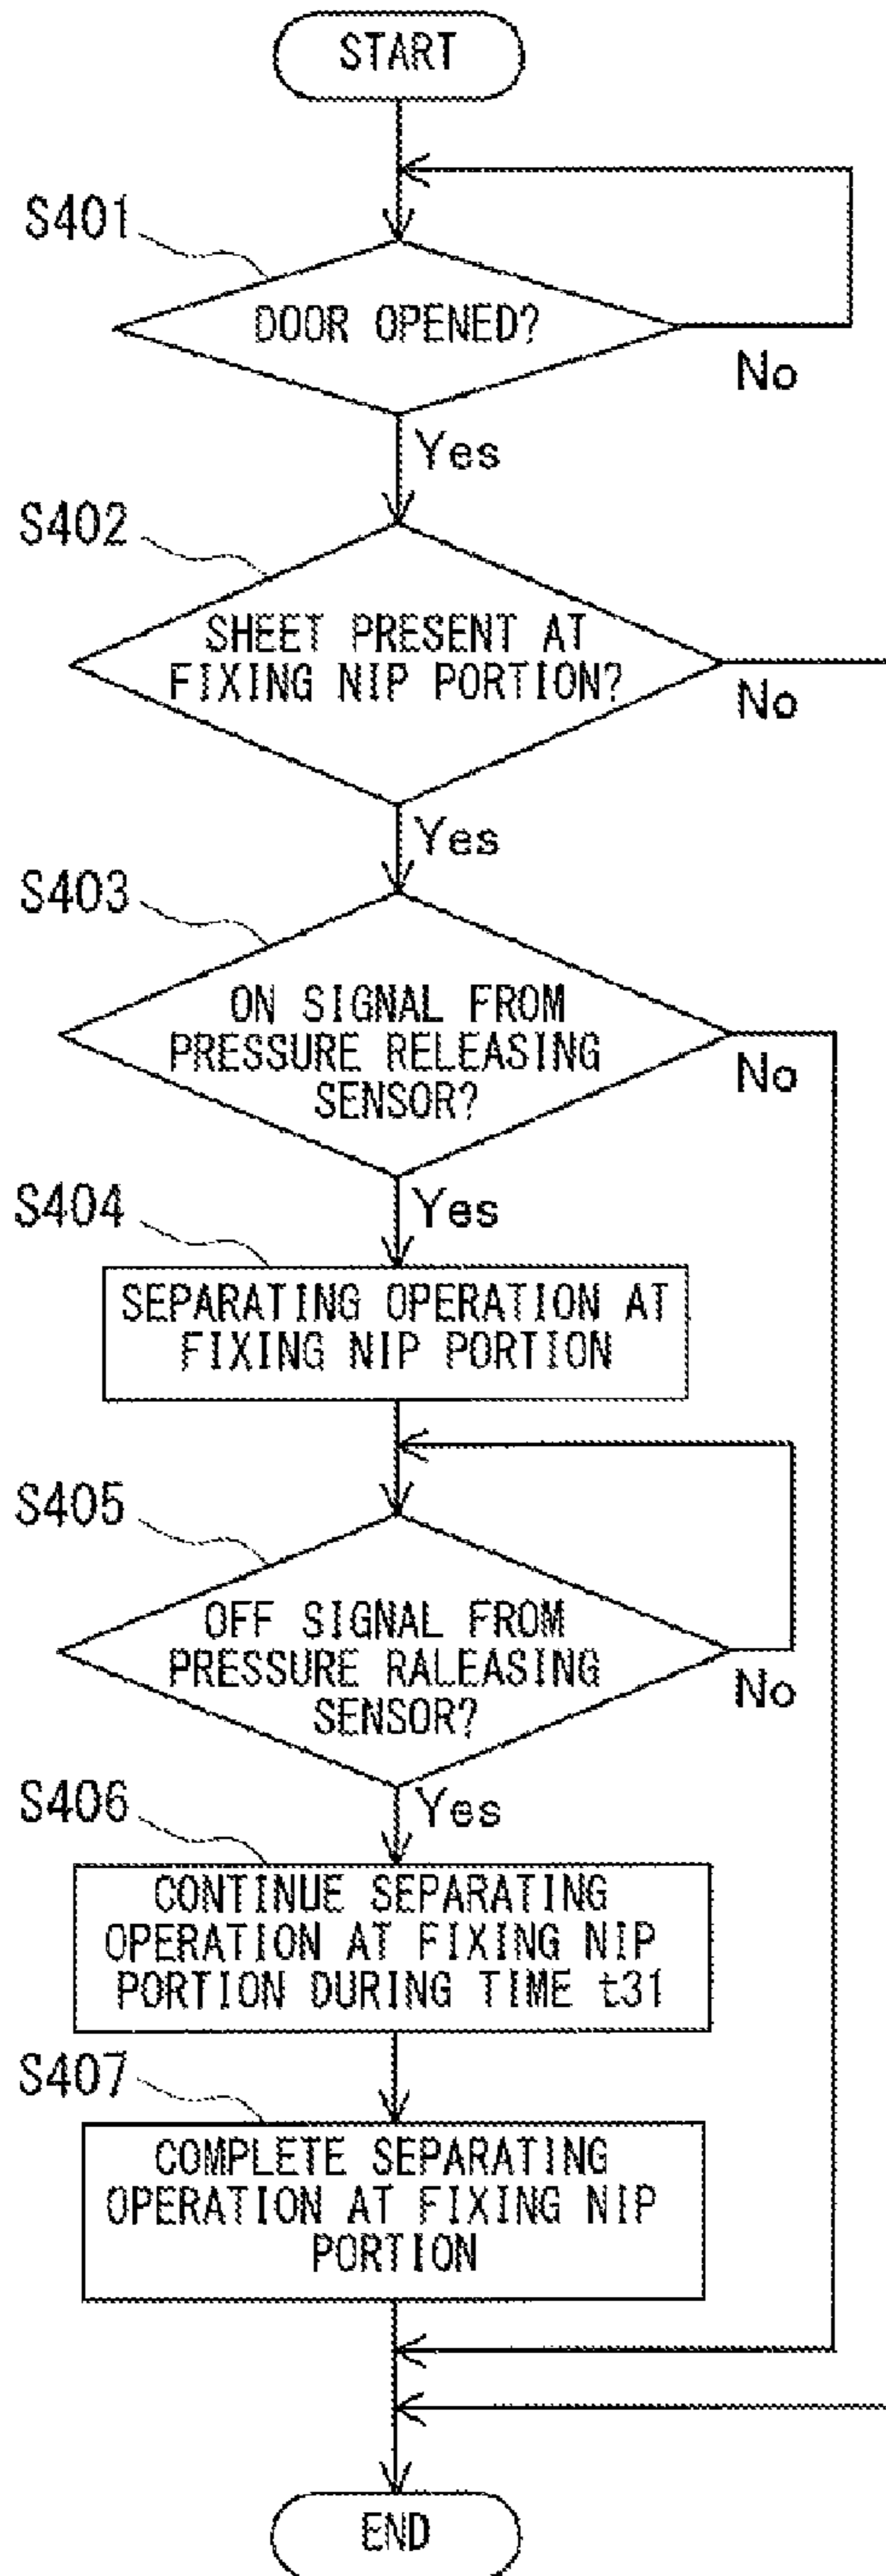 START
S401
DOOR OPENED?
No
Yes
S402
SHEET PRESENT AT
FIXING NIP PORTION?
No
Yes
S403
ON SIGNAL FROM
PRESSURE RELEASING
SENSOR?
No
Yes
S404
SEPARATING OPERATION AT
FIXING NIP PORTION
S405
OFF SIGNAL FROM
PRESSURE RALEASING
SENSOR?
No
Yes
S406
CONTINUE SEPARATING
OPERATION AT FIXING NIP
PORTION DURING TIME t31
S407
COMPLETE SEPARATING
OPERATION AT FIXING NIP
PORTION
END